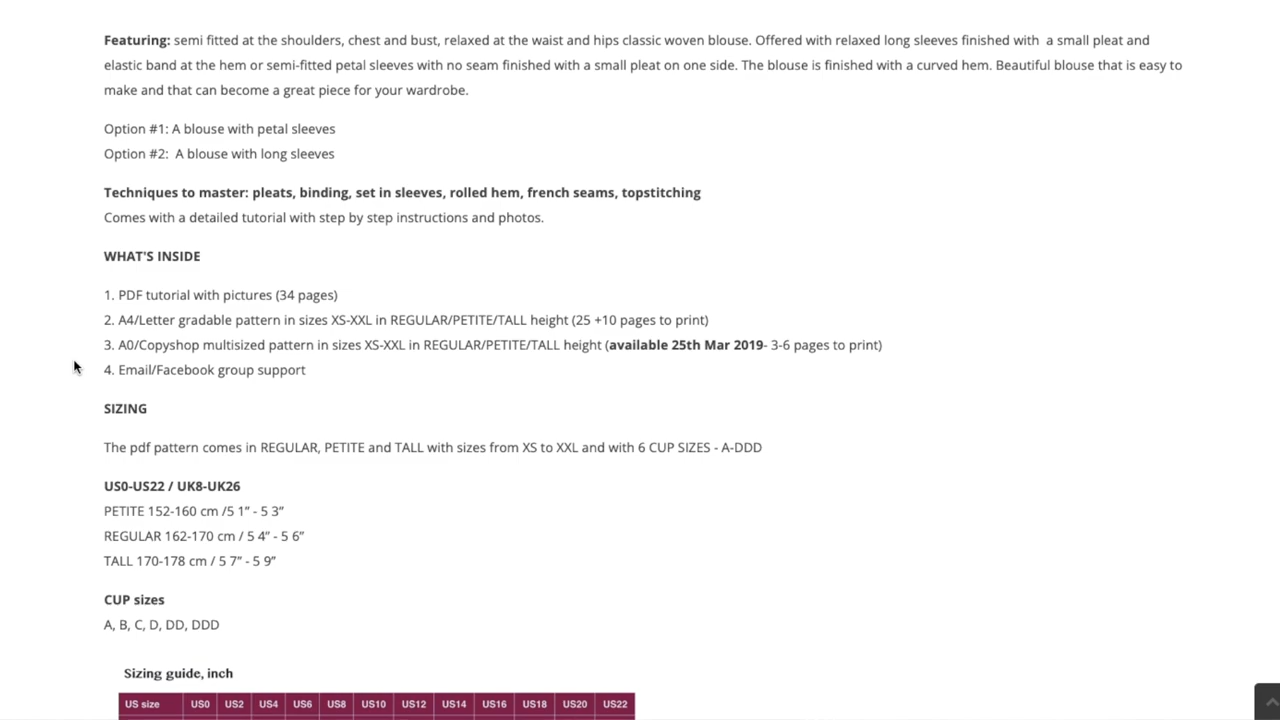 Featuring: semi fitted at the shoulders, chest and bust, relaxed at the waist and hips classic woven blouse. Offered with relaxed long sleeves finished with  a small pleat and
elastic band at the hem or semi-fitted petal sleeves with no seam finished with a small pleat on one side. The blouse is finished with a curved hem. Beautiful blouse that is easy to
make and that can become a great piece for your wardrobe.
Option #1: A blouse with petal sleeves
Option #2:  A blouse with long sleeves
Techniques to master: pleats, binding, set in sleeves, rolled hem, french seams, topstitching
Comes with a detailed tutorial with step by step instructions and photos.
WHAT'S INSIDE
1. PDF tutorial with pictures (34 pages)
2. A4/Letter gradable pattern in sizes XS-XXL in REGULAR/PETITE/TALL height (25 +10 pages to print)
3. A0/Copyshop multisized pattern in sizes XS-XXL in REGULAR/PETITE/TALL height (available 25th Mar 2019- 3-6 pages to print)
4. Email/Facebook group support
SIZING
The pdf pattern comes in REGULAR, PETITE and TALL with sizes from XS to XXL and with 6 CUP SIZES - A-DDD
US0-US22 / UK8-UK26
PETITE 152-160 cm /5 1” - 5 3”
REGULAR 162-170 cm / 5 4” - 5 6”
TALL 170-178 cm / 5 7” - 5 9”
CUP sizes
A, B, C, D, DD, DDD
Sizing guide, inch
US size US0 US2 US4 US6 US8 US10 US12 US14 US16 US18 US20 US22